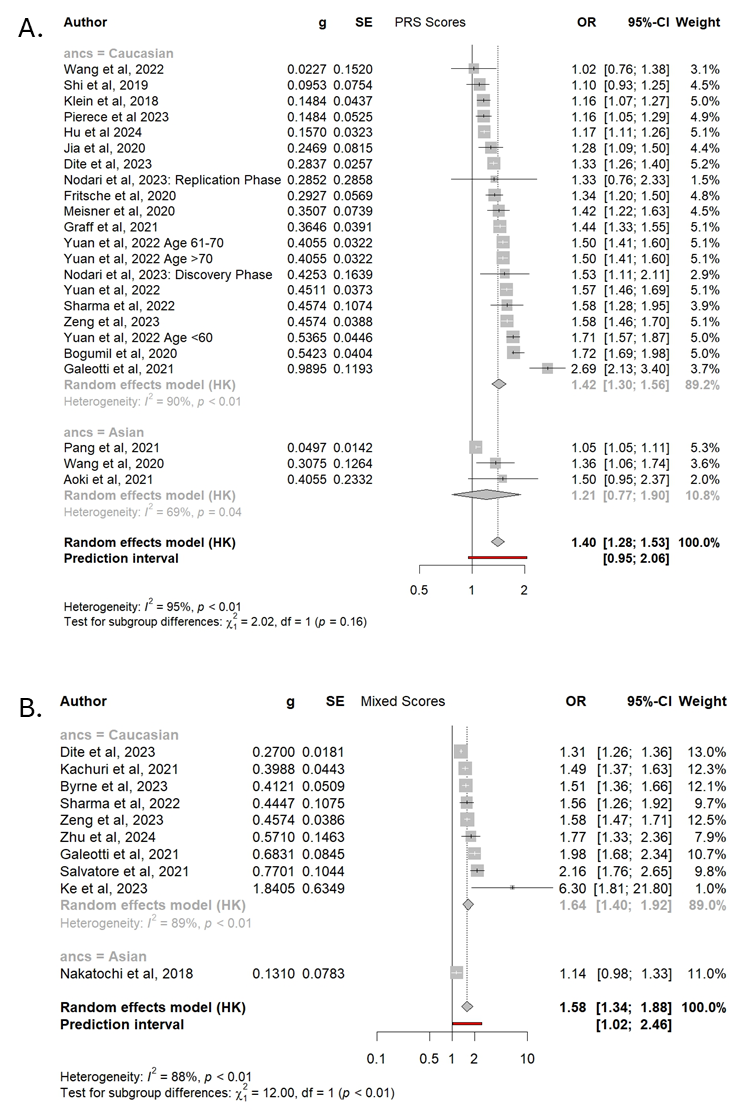 A.
Author g SE PRS Scores OR 95%-CI Weight
ancs = Caucasian
Wang et al, 2022 0.0227 0.1520 1.02 [0.76; 1.38] 3.1%
Shi et al, 2019 0.0953 0.0754 1.10 [0.93; 1.25] 4.5%
Klein et al, 2018 0.1484 0.0437 1.16 [1.07; 1.27] 5.0%
Pierece et al 2023 0.1484 0.0525 1.16 [1.05; 1.29] 4.9%
Hu et al 2024 0.1570 0.0323 1.17 [1.11; 1.26] 5.1%
Jia et al, 2020 0.2469 0.0815 1.28 [1.09; 1.50] 4.4%
Dite et al, 2023 0.2837 0.0257 1.33 [1.26; 1.40] 5.2%
Nodari et al, 2023: Replication Phase 0.2852 0.2858 1.33 [0.76; 2.33] 1.5%
Fritsche et al, 2020 0.2927 0.0569 1.34 [1.20; 1.50] 4.8%
Meisner et al, 2020 0.3507 0.0739 1.42 [1.22; 1.63] 4.5%
Graff et al, 2021 0.3646 0.0391 1.44 [1.33; 1.55] 5.1%
Yuan et al, 2022 Age 61-70 0.4055 0.0322 1.50 [1.41; 1.60] 5.1%
Yuan et al, 2022 Age >70 0.4055 0.0322 1.50 [1.41; 1.60] 5.1%
Nodari et al, 2023: Discovery Phase 0.4253 0.1639 1.53 [1.11; 2.11] 2.9%
Yuan et al, 2022 0.4511 0.0373 1.57 [1.46; 1.69] 5.1%
Sharma et al, 2022 0.4574 0.1074 1.58 [1.28; 1.95] 3.9%
Zeng et al, 2023 0.4574 0.0388 1.58 [1.46; 1.70] 5.1%
Yuan et al, 2022 Age <60 0.5365 0.0446 1.71 [1.57; 1.87] 5.0%
Bogumil et al, 2020 0.5423 0.0404 1.72 [1.69; 1.98] 5.0%
Galeotti et al, 2021 0.9895 0.1193 2.69 [2.13; 3.40] 3.7%
Random effects model (HK) 1.42 [1.30; 1.56] 89.2%
Heterogeneity: I² = 90%, p < 0.01
ancs = Asian
Pang et al, 2021 0.0497 0.0142 1.05 [1.05; 1.11] 5.3%
Wang et al, 2020 0.3075 0.1264 1.36 [1.06; 1.74] 3.6%
Aoki et al, 2021 0.4055 0.2332 1.50 [0.95; 2.37] 2.0%
Random effects model (HK) 1.21 [0.77; 1.90] 10.8%
Heterogeneity: I² = 69%, p = 0.04
Random effects model (HK) 1.40 [1.28; 1.53] 100.0%
Prediction interval [0.95; 2.06]
0.5 1 2
Heterogeneity: I² = 95%, p < 0.01
Test for subgroup differences: χ²₁ = 2.02, df = 1 (p = 0.16)
B.
Author g SE Mixed Scores OR 95%-CI Weight
ancs = Caucasian
Dite et al, 2023 0.2700 0.0181 1.31 [1.26; 1.36] 13.0%
Kachuri et al, 2021 0.3988 0.0443 1.49 [1.37; 1.63] 12.3%
Byrne et al, 2023 0.4121 0.0509 1.51 [1.36; 1.66] 12.1%
Sharma et al, 2022 0.4447 0.1075 1.56 [1.26; 1.92] 9.7%
Zeng et al, 2023 0.4574 0.0386 1.58 [1.47; 1.71] 12.5%
Zhu et al, 2024 0.5710 0.1463 1.77 [1.33; 2.36] 7.9%
Galeotti et al, 2021 0.6831 0.0845 1.98 [1.68; 2.34] 10.7%
Salvatore et al, 2021 0.7701 0.1044 2.16 [1.76; 2.65] 9.8%
Ke et al, 2023 1.8405 0.6349 6.30 [1.81; 21.80] 1.0%
Random effects model (HK) 1.64 [1.40; 1.92] 89.0%
Heterogeneity: I² = 89%, p < 0.01
ancs = Asian
Nakatochi et al, 2018 0.1310 0.0783 1.14 [0.98; 1.33] 11.0%
Random effects model (HK) 1.58 [1.34; 1.88] 100.0%
Prediction interval [1.02; 2.46]
0.1 0.5 1 2 10
Heterogeneity: I² = 88%, p < 0.01
Test for subgroup differences: χ²₁ = 12.00, df = 1 (p < 0.01)